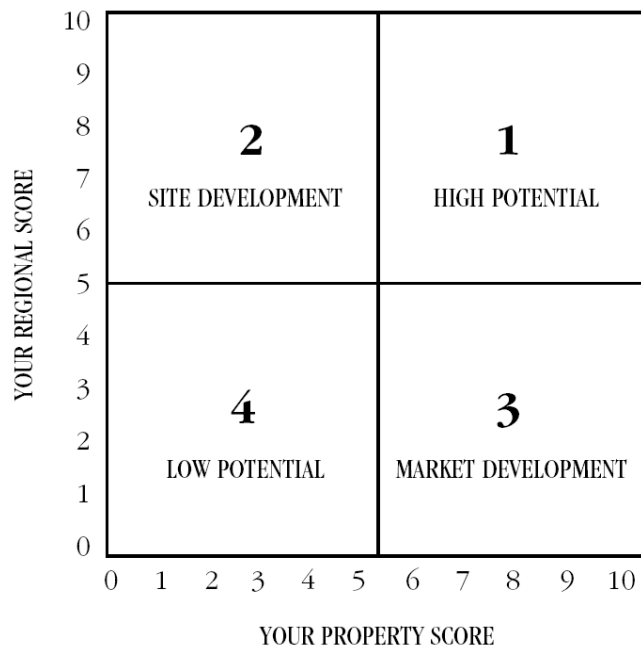 10
9
8
7
6
5
4
3
2
1
0
YOUR REGIONAL SCORE
2
SITE DEVELOPMENT
1
HIGH POTENTIAL
4
LOW POTENTIAL
3
MARKET DEVELOPMENT
0 1 2 3 4 5 6 7 8 9 10
YOUR PROPERTY SCORE